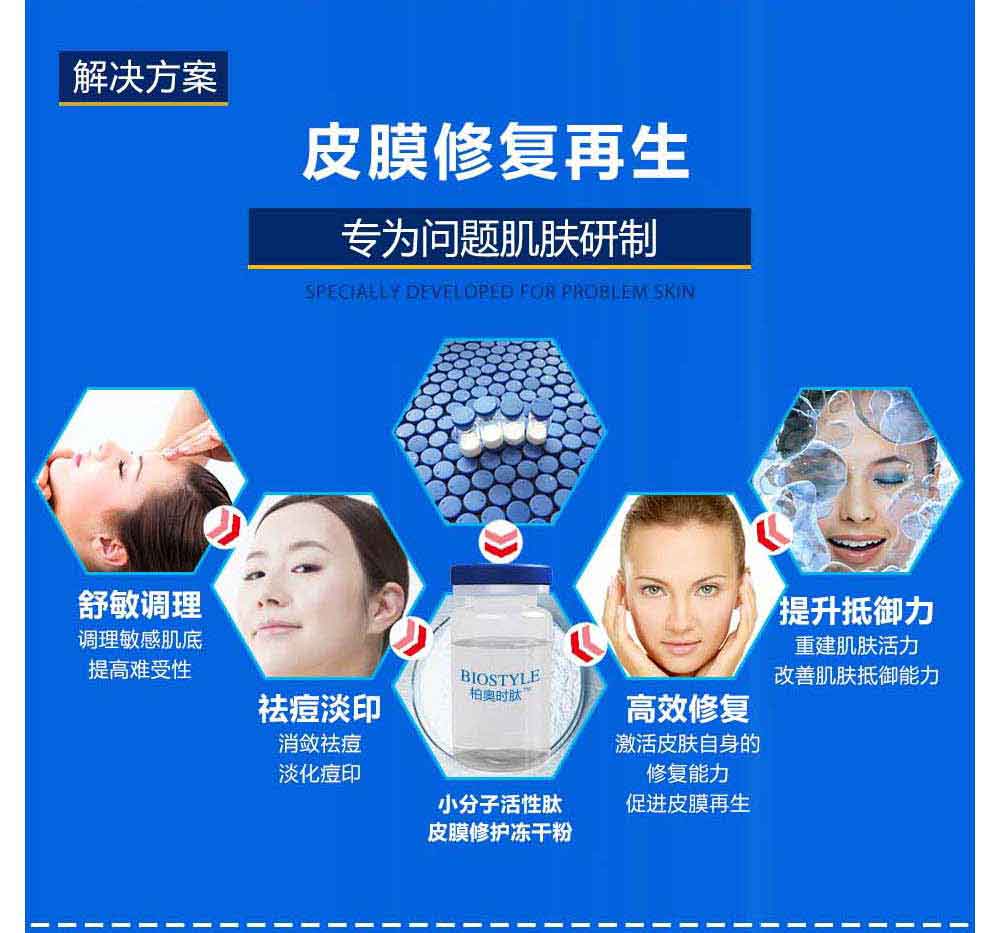 解决方案
皮膜修复再生
专为问题肌肤研制
SPECIALLY DEVELOPED FOR PROBLEM SKIN
舒敏调理
调理敏感肌底
提高难受性
祛痘淡印
消敛祛痘
淡化痘印
BIOSTYLE
柏奥时肽™
小分子活性肽
皮膜修护冻干粉
高效修复
激活皮肤自身的
修复能力
促进皮膜再生
提升抵御力
重建肌肤活力
改善肌肤抵御能力